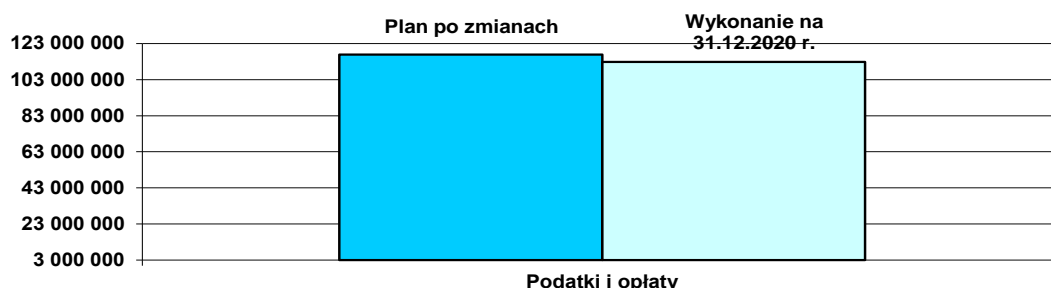 Plan po zmianach
Wykonanie na
31.12.2020 r.
123 000 000
103 000 000
83 000 000
63 000 000
43 000 000
23 000 000
3 000 000
Podatki i opłaty